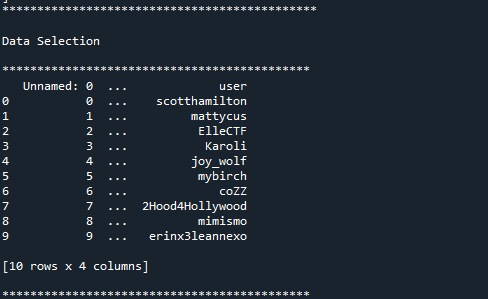 ]
*********************************************
Data Selection
********************************************
Unnamed: 0 ... user
0 0 ... scotthamilton
1 1 ... mattycus
2 2 ... ElleCTF
3 3 ... Karoli
4 4 ... joy_wolf
5 5 ... mybirch
6 6 ... coZZ
7 7 ... 2Hood4Hollywood
8 8 ... mimismo
9 9 ... erinx3leannexo
[10 rows x 4 columns]
********************************************